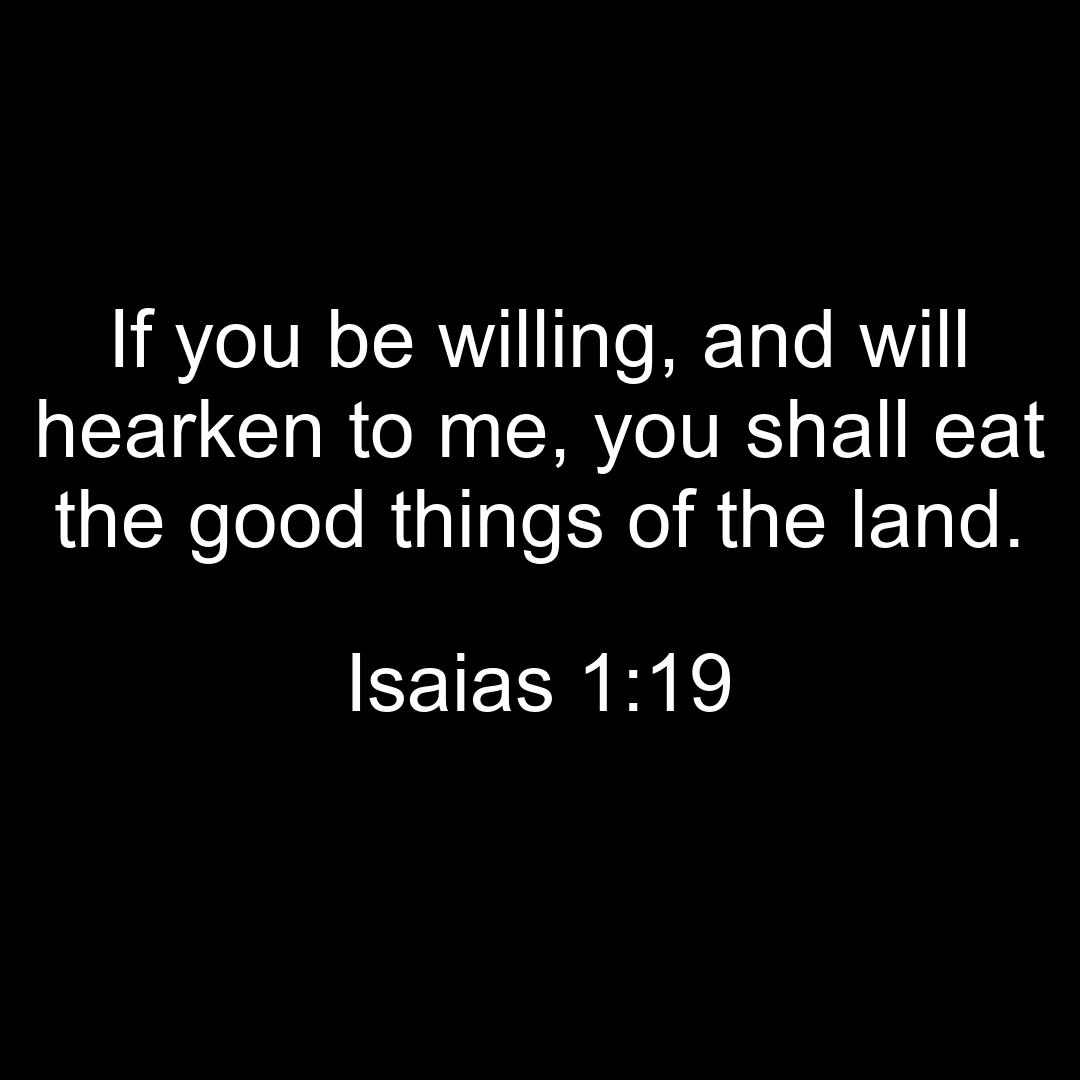 If you be willing, and will
hearken to me, you shall eat
the good things of the land.
Isaias 1:19